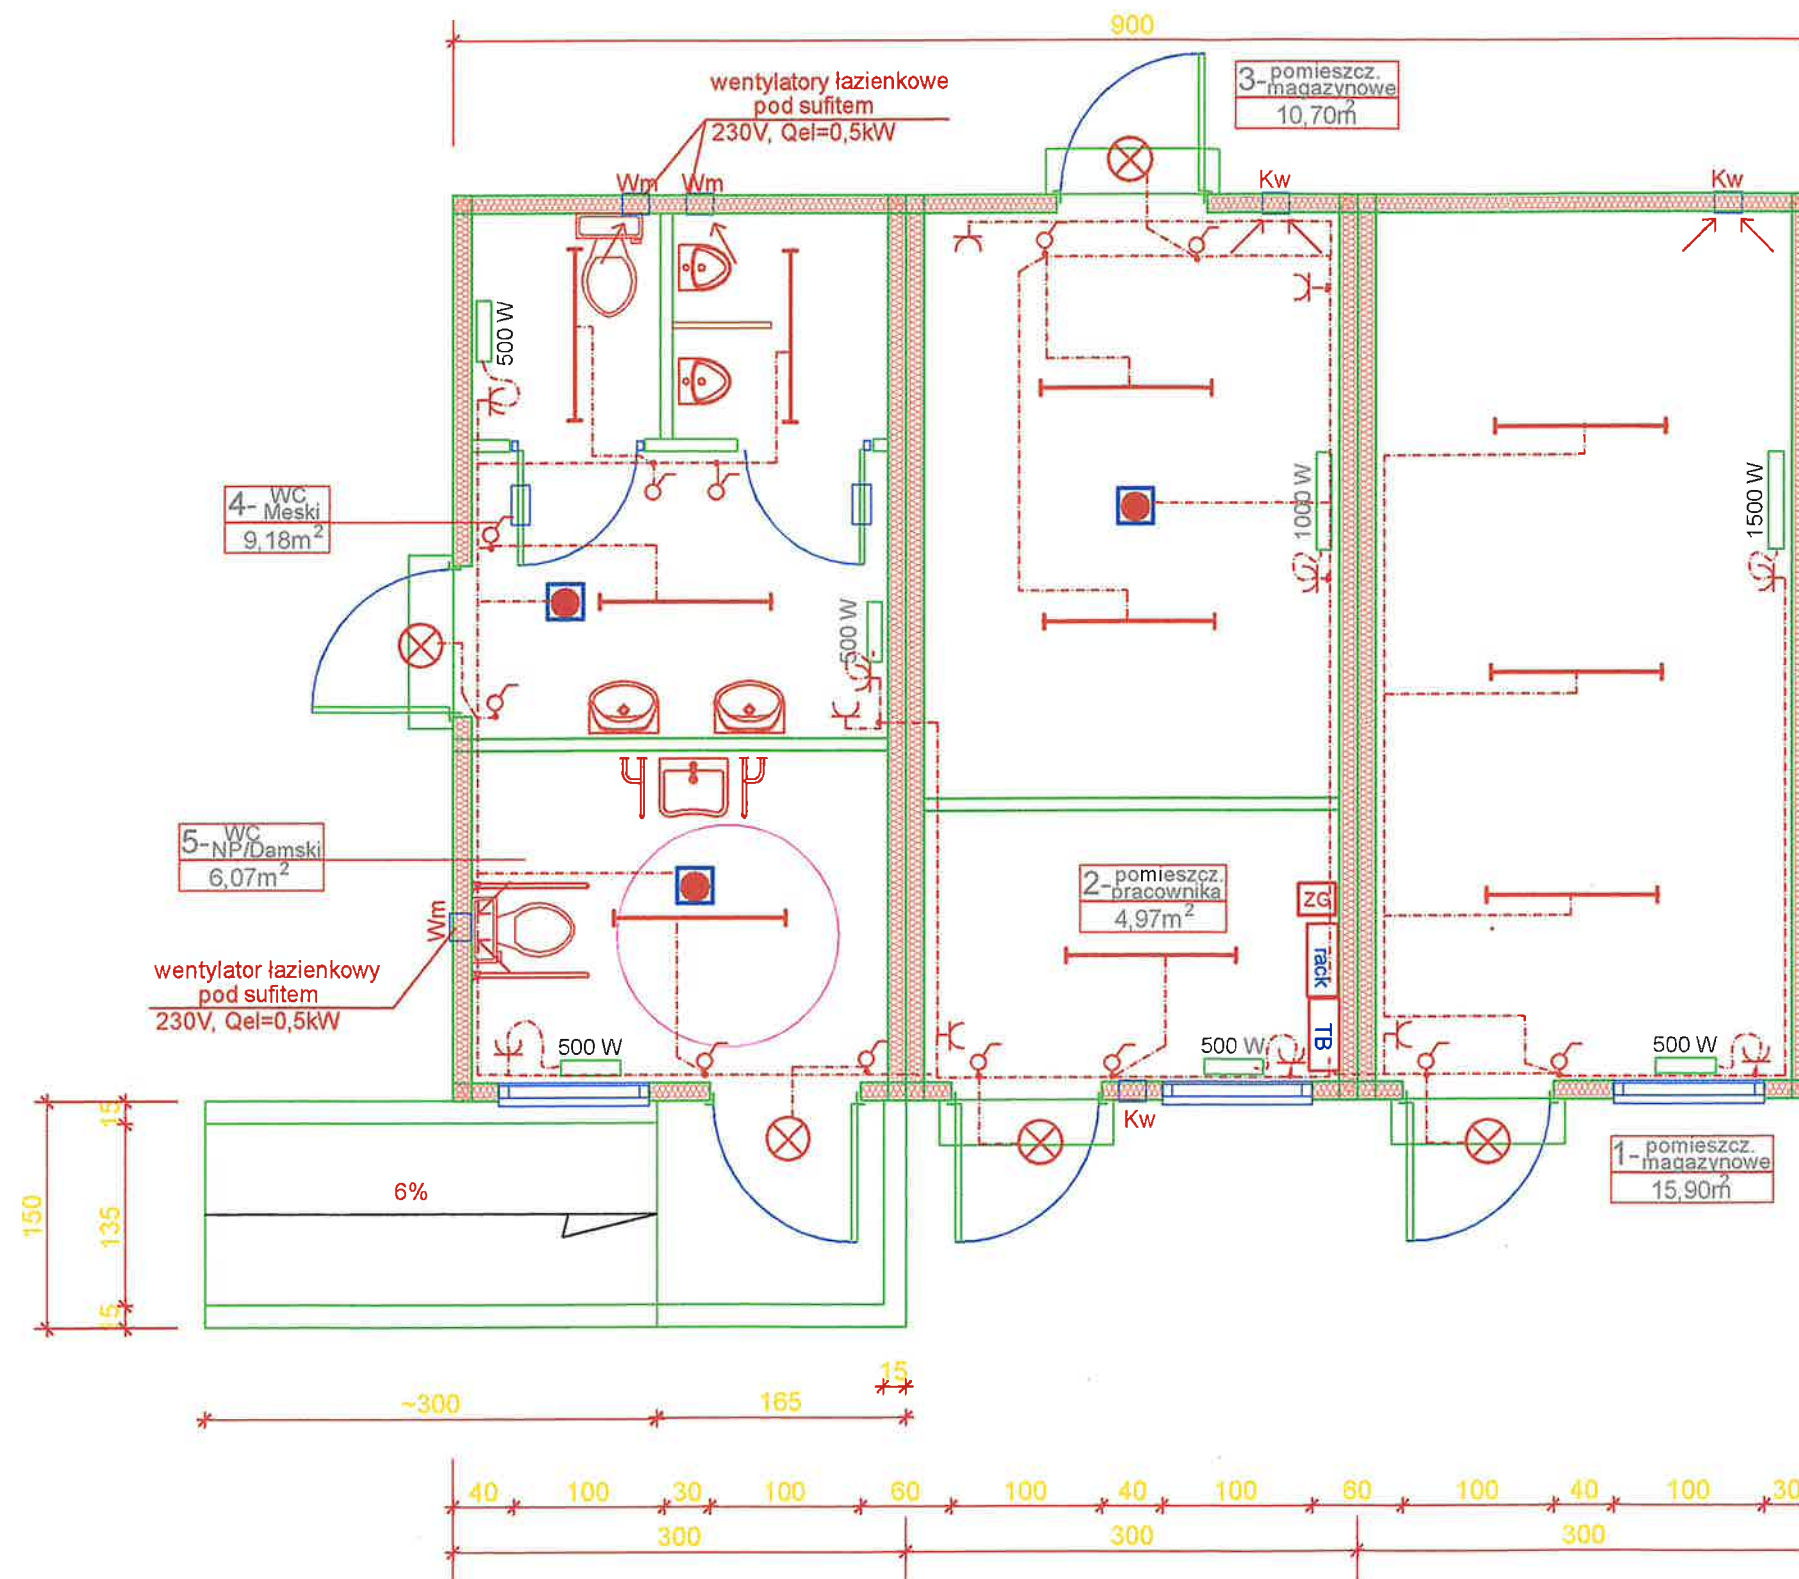 900
wentylatory łazienkowe
pod sufitem
230V, Qel=0,5kW
3- pomieszcz.
magazynowe
10,70m²
Wm
Wm
Kw
Kw
500 W
4- WC
Meski
9,18m²
1000 W
1500 W
500 W
5- WC
NP/Damski
6,07m²
2- pomieszcz.
pracownika
4,97m²
ZG
rack
TB
Wm
wentylator łazienkowy
pod sufitem
230V, Qel=0,5kW
500 W
500 W
500 W
Kw
1- pomieszcz.
magazynowe
15,90m²
15
150
135
15
6%
15
~300
165
40
100
30
100
60
100
40
100
60
100
40
100
30
300
300
300